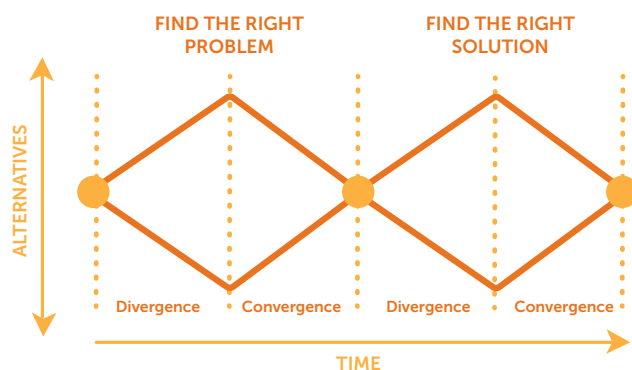 FIND THE RIGHT
PROBLEM
FIND THE RIGHT
SOLUTION
ALTERNATIVES
Divergence
Convergence
Divergence
Convergence
TIME